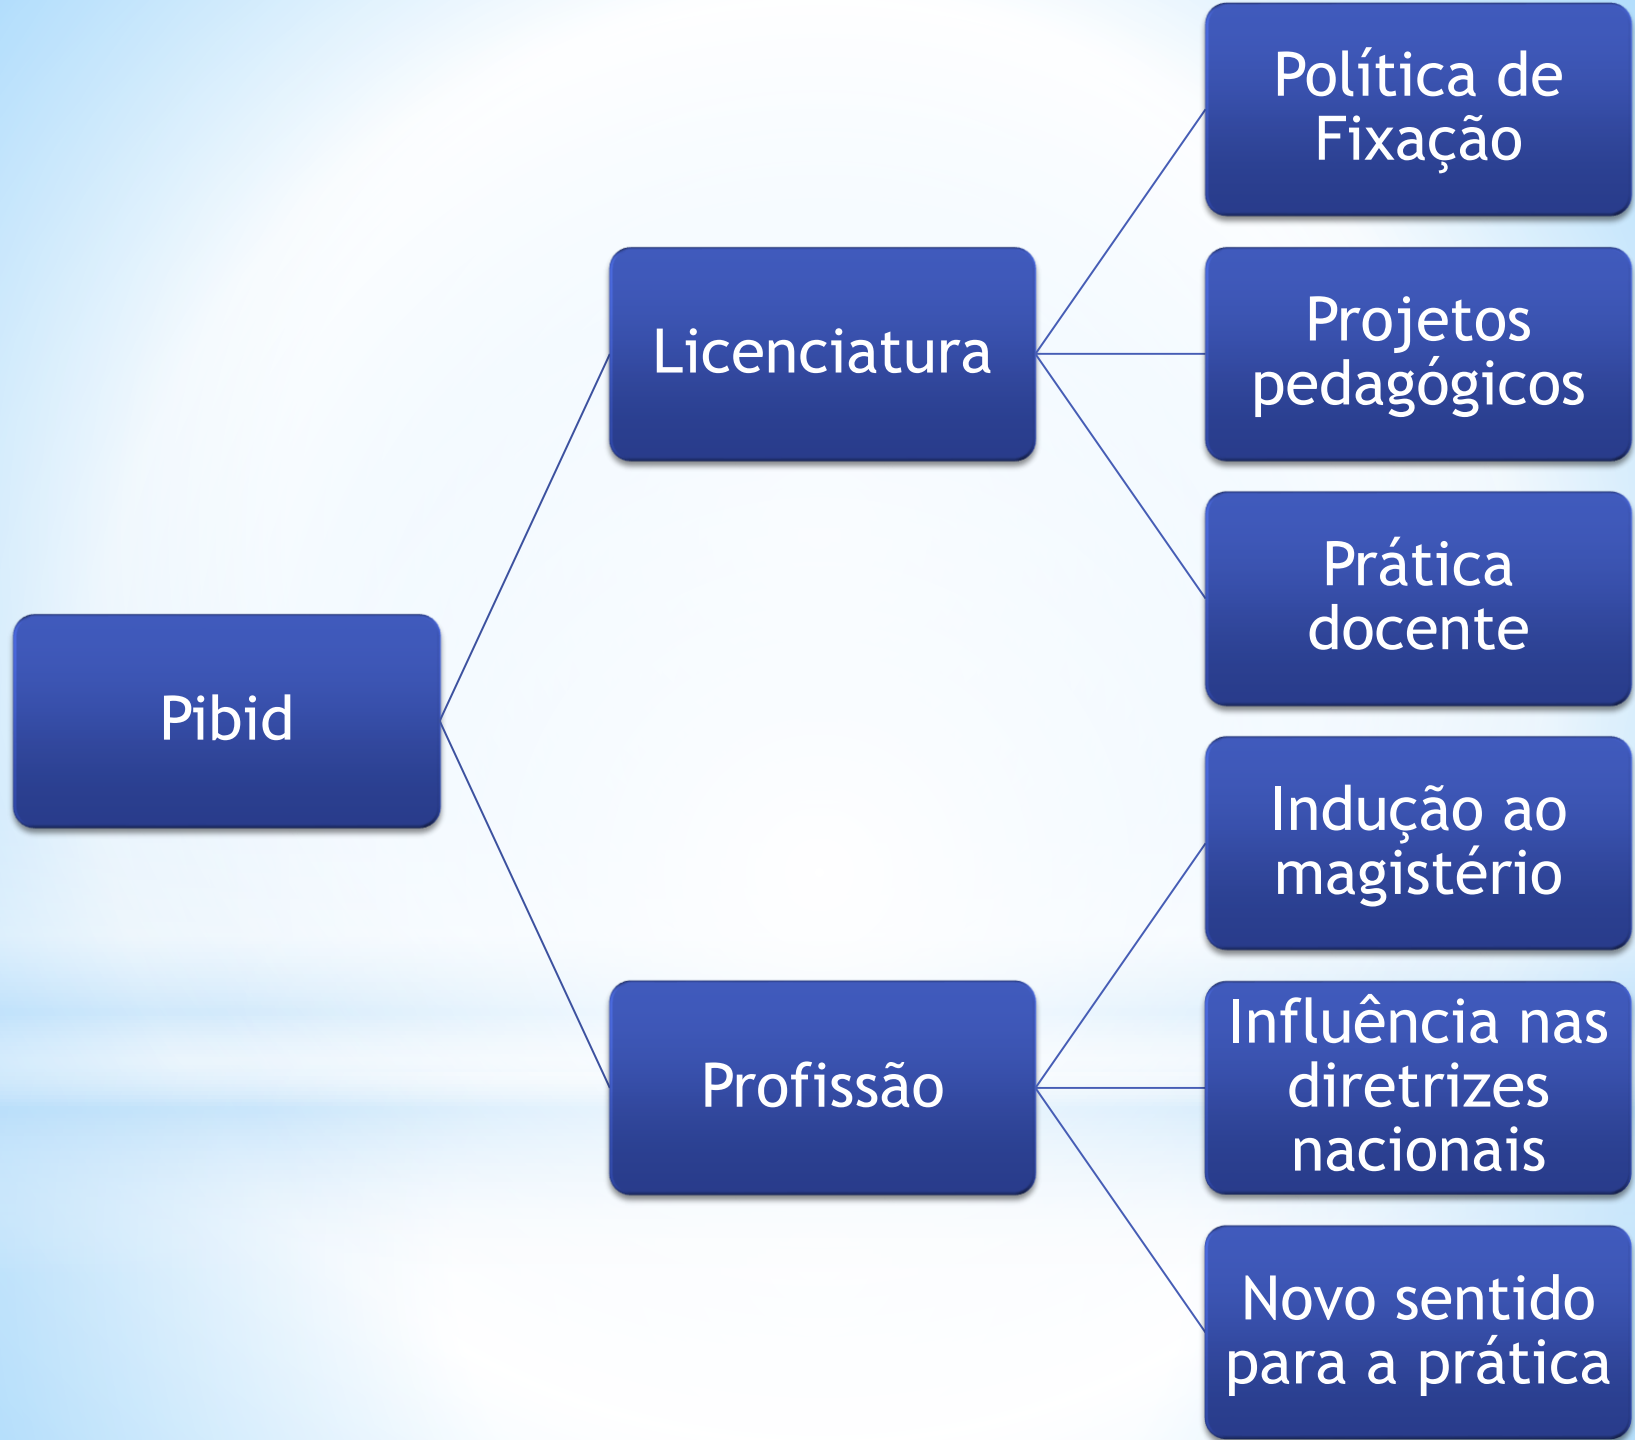 Pibid
Licenciatura
Política de
Fixação
Projetos
pedagógicos
Prática
docente
Profissão
Indução ao
magistério
Influência nas
diretrizes
nacionais
Novo sentido
para a prática